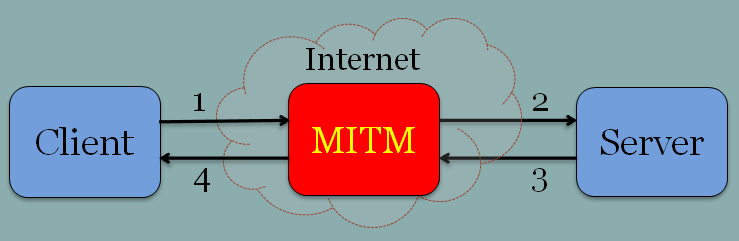 Internet
1
2
Client
MITM
Server
4
3